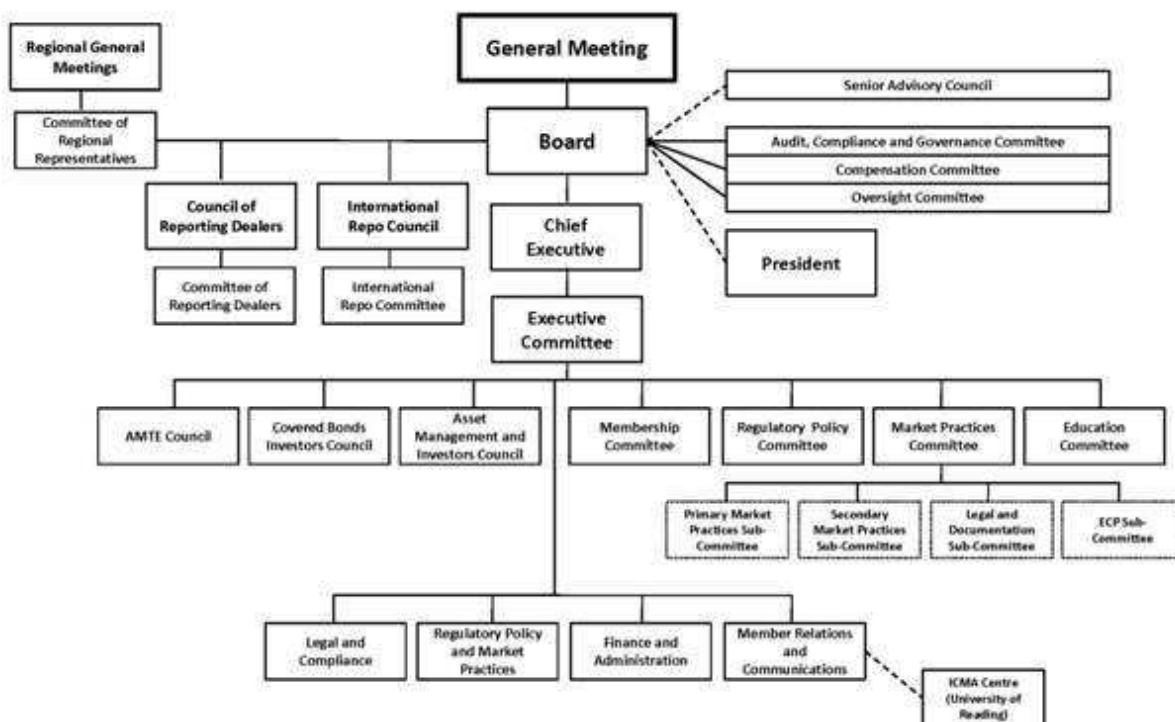 General Meeting
Regional General
Meetings
Senior Advisory Council
Committee of
Regional
Representatives
Board
Audit, Compliance and Governance Committee
Compensation Committee
Oversight Committee
Council of
Reporting Dealers
International
Repo Council
Chief
Executive
President
Committee of
Reporting Dealers
International
Repo Committee
Executive
Committee
AMTE Council
Covered Bonds
Investors Council
Asset
Management and
Investors Council
Membership
Committee
Regulatory Policy
Committee
Market Practices
Committee
Education
Committee
Primary Market
Practices Sub-
Committee
Secondary
Market Practices
Sub-Committee
Legal and
Documentation
Sub-Committee
ECP Sub-
Committee
Legal and
Compliance
Regulatory Policy
and Market
Practices
Finance and
Administration
Member Relations
and
Communications
ICMA Centre
(University of
Reading)